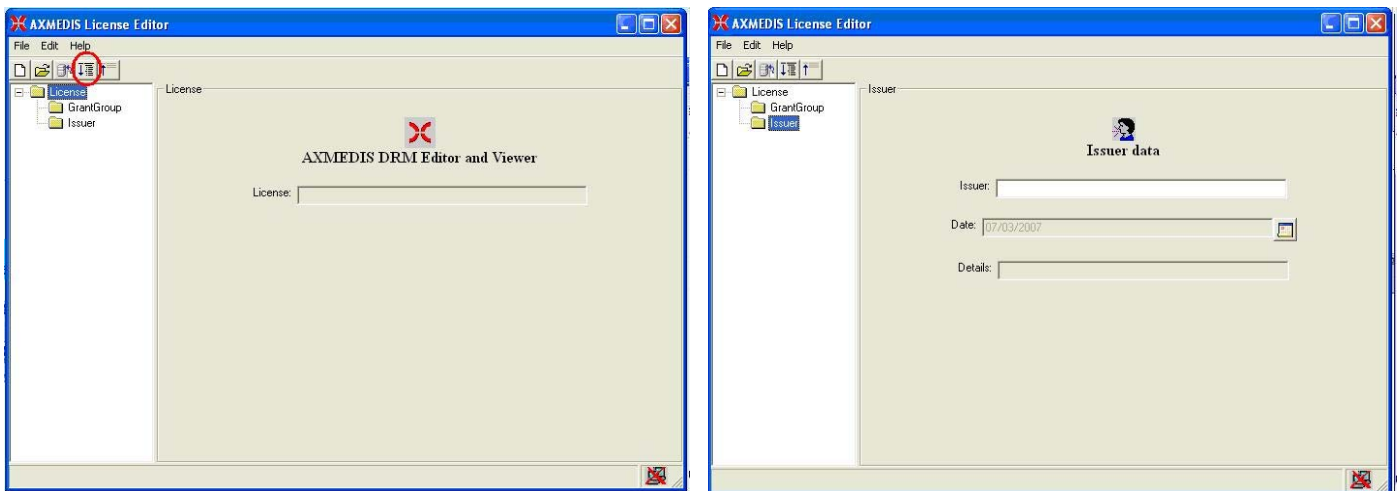 AXMEDIS License Editor
File Edit Help
License
GrantGroup
Issuer
License
AXMEDIS DRM Editor and Viewer
License:
AXMEDIS License Editor
File Edit Help
License
GrantGroup
Issuer
Issuer
Issuer data
Issuer:
Date: 07/03/2007
Details: